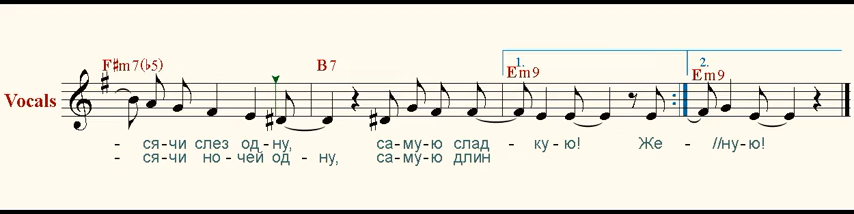 F#m7(♭5) B7 1. Em9 2. Em9
Vocals
- ся-чи слез од-ну, са-му-ю слад - ку-ю! Же - //ну-ю!
- ся-чи но-чей од - ну, са-му-ю длин